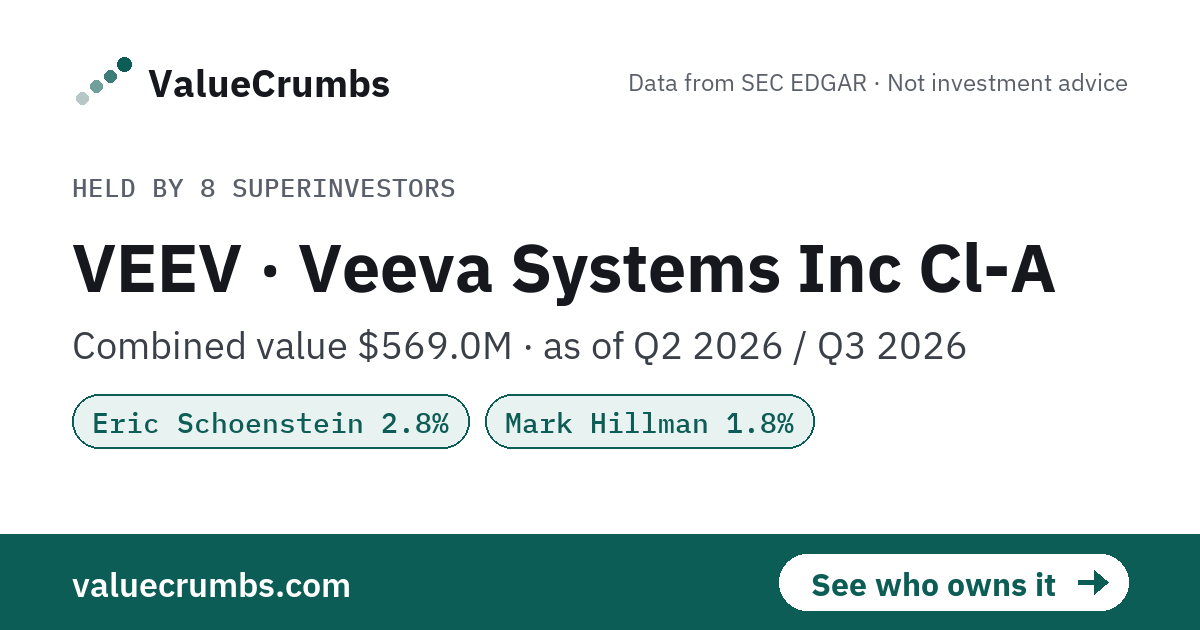 ValueCrumbs
Data from SEC EDGAR · Not investment advice
HELD BY 8 SUPERINVESTORS
VEEV · Veeva Systems Inc Cl-A
Combined value $569.0M · as of Q2 2026 / Q3 2026
Eric Schoenstein 2.8%
Mark Hillman 1.8%
valuecrumbs.com
See who owns it →